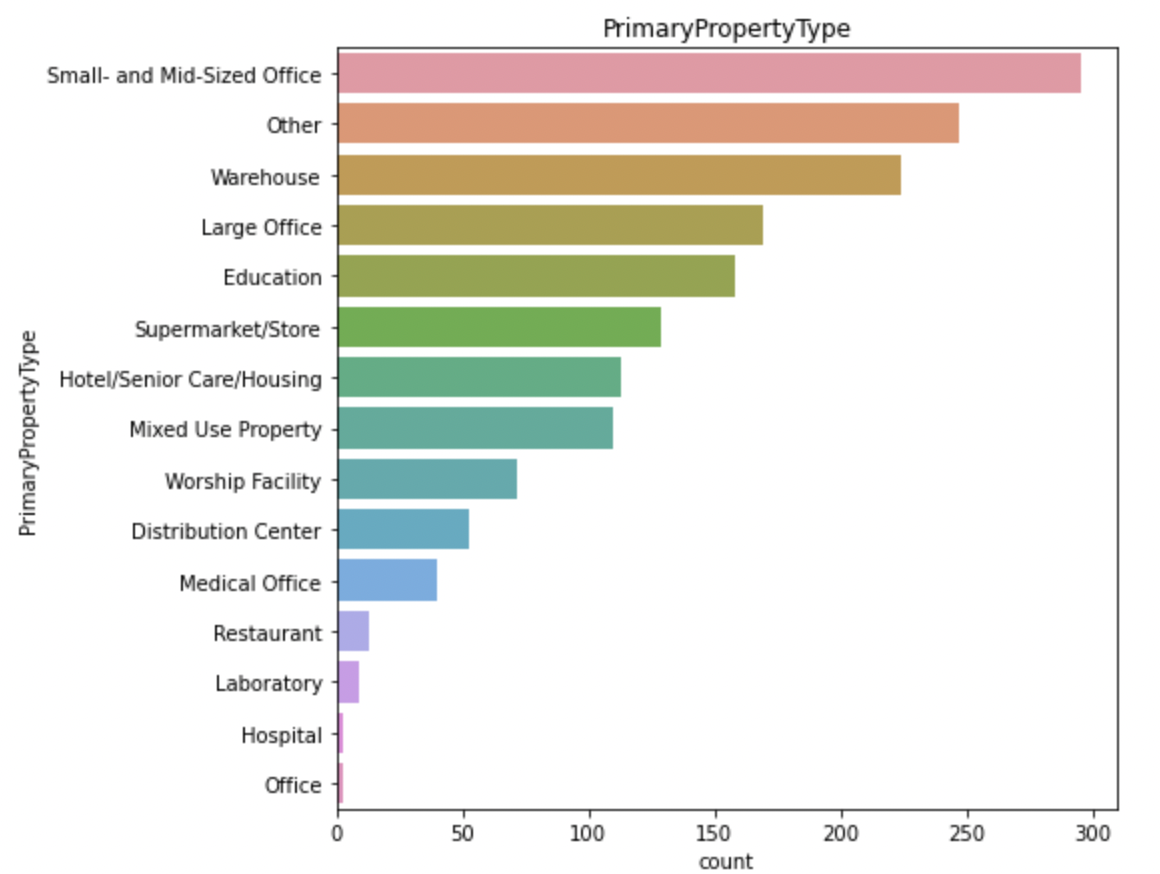 PrimaryPropertyType
Small- and Mid-Sized Office
Other
Warehouse
Large Office
Education
Supermarket/Store
Hotel/Senior Care/Housing
Mixed Use Property
Worship Facility
Distribution Center
Medical Office
Restaurant
Laboratory
Hospital
Office
PrimaryPropertyType
0 50 100 150 200 250 300
count